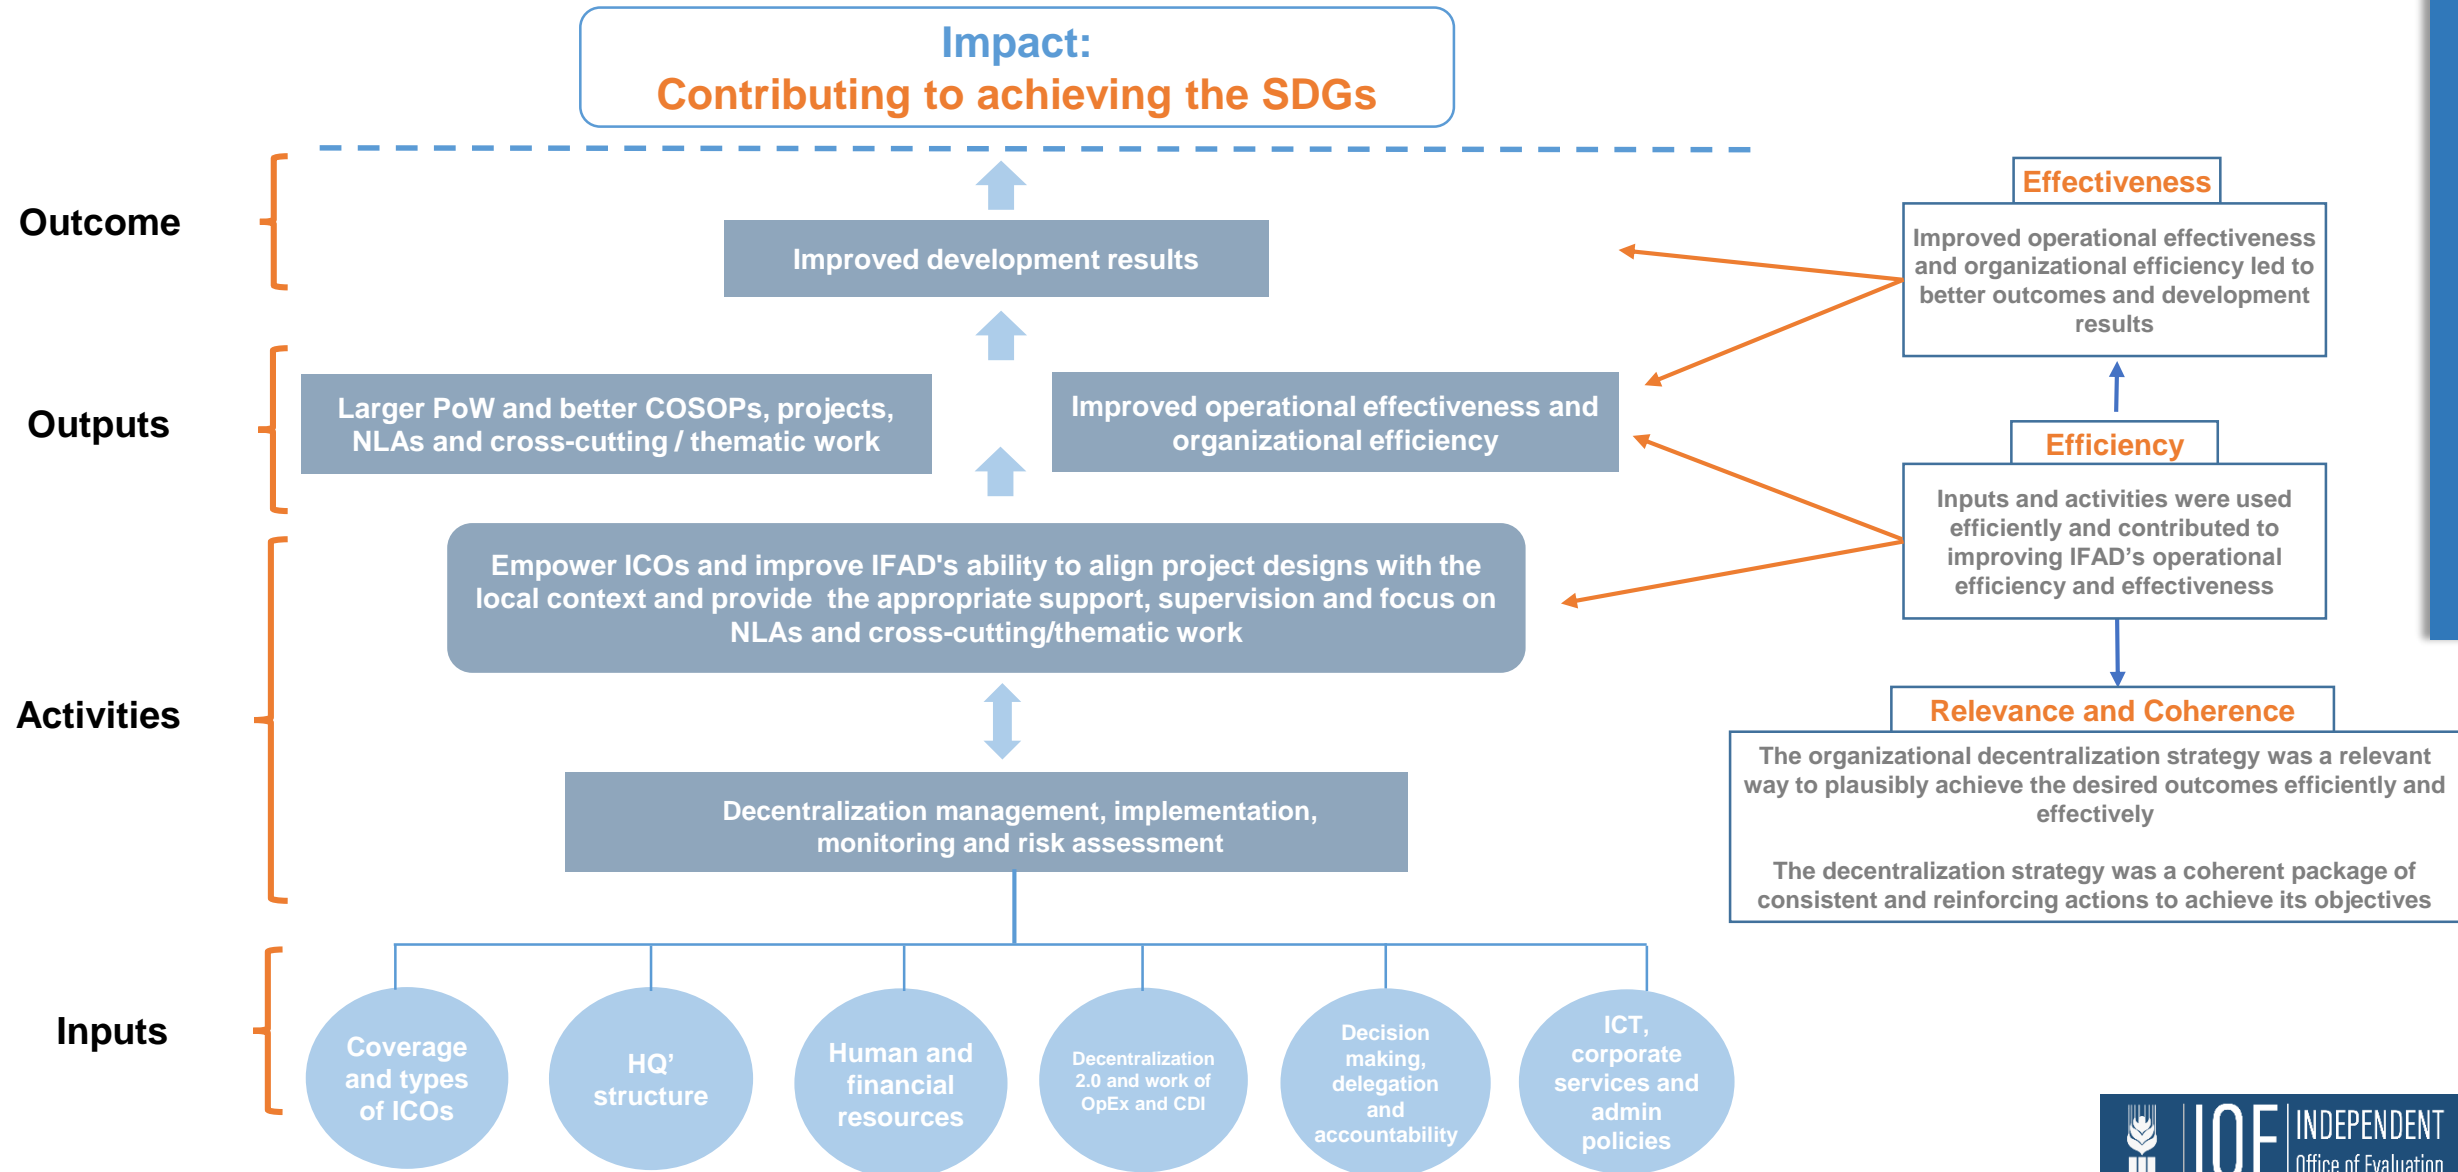 Impact:
Contributing to achieving the SDGs
Outcome
Improved development results
Effectiveness
Improved operational effectiveness
and organizational efficiency led to
better outcomes and development
results
Outputs
Larger PoW and better COSOPs, projects,
NLAs and cross-cutting / thematic work
Improved operational effectiveness and
organizational efficiency
Efficiency
Inputs and activities were used
efficiently and contributed to
improving IFAD’s operational
efficiency and effectiveness
Activities
Empower ICOs and improve IFAD's ability to align project designs with the
local context and provide  the appropriate support, supervision and focus on
NLAs and cross-cutting/thematic work
Decentralization management, implementation,
monitoring and risk assessment
Relevance and Coherence
The organizational decentralization strategy was a relevant
way to plausibly achieve the desired outcomes efficiently and
effectively
The decentralization strategy was a coherent package of
consistent and reinforcing actions to achieve its objectives
Inputs
Coverage
and types
of ICOs
HQ’
structure
Human and
financial
resources
Decentralization
2.0 and work of
OpEx and CDI
Decision
making,
delegation
and
accountability
ICT,
corporate
services and
admin
policies
IOE
INDEPENDENT
Office of Evaluation